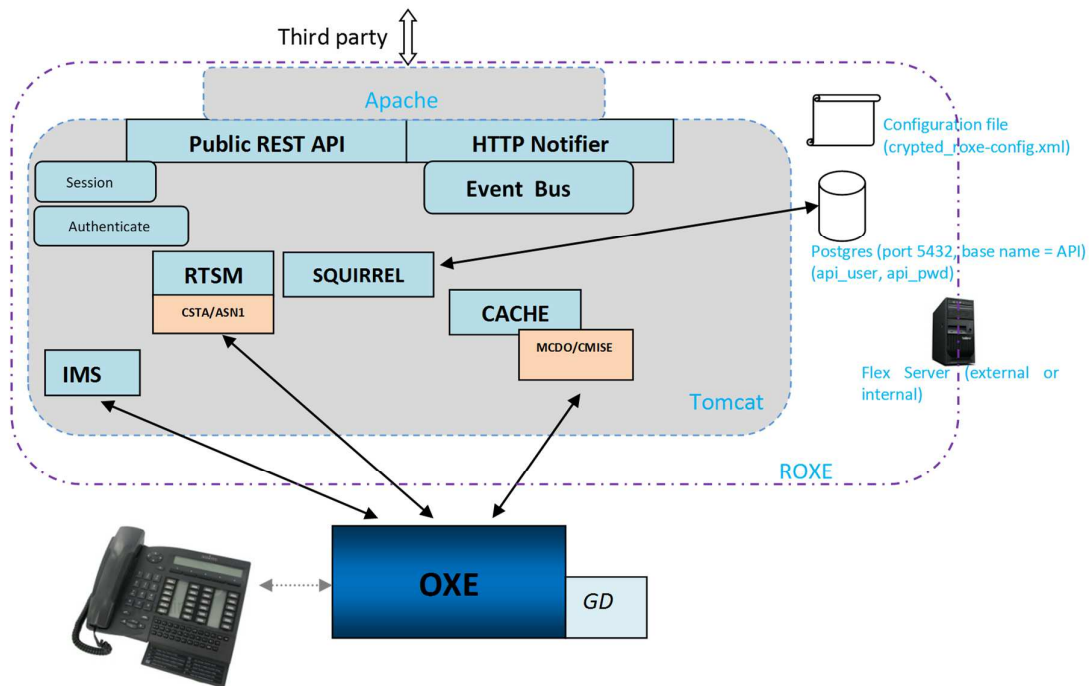 Third party
Apache
Public REST API
HTTP Notifier
Configuration file
(crypted_roxe-config.xml)
Session
Event Bus
Authenticate
Postgres (port 5432, base name = API)
(api_user, api_pwd)
RTSM
SQUIRREL
CSTA/ASN1
CACHE
MCDO/CMISE
IMS
Flex Server (external or
internal)
Tomcat
ROXE
OXE
GD